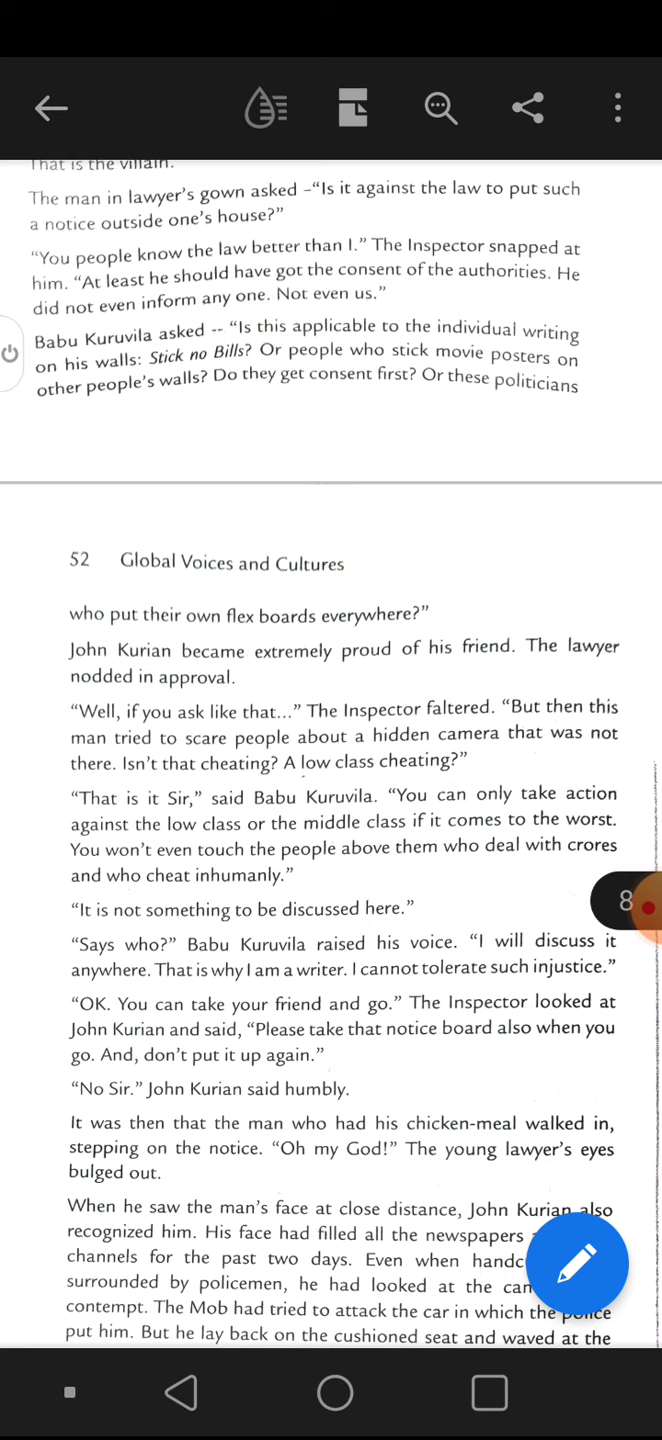 That is the villain.
The man in lawyer's gown asked –“Is it against the law to put such
a notice outside one's house?”
“You people know the law better than I.” The Inspector snapped at
him. “At least he should have got the consent of the authorities. He
did not even inform any one. Not even us.”
Babu Kuruvila asked -- “Is this applicable to the individual writing
on his walls: Stick no Bills? Or people who stick movie posters on
other people's walls? Do they get consent first? Or these politicians
52 Global Voices and Cultures
who put their own flex boards everywhere?”
John Kurian became extremely proud of his friend. The lawyer
nodded in approval.
“Well, if you ask like that...” The Inspector faltered. “But then this
man tried to scare people about a hidden camera that was not
there. Isn't that cheating? A low class cheating?”
“That is it Sir,” said Babu Kuruvila. “You can only take action
against the low class or the middle class if it comes to the worst.
You won't even touch the people above them who deal with crores
and who cheat inhumanly.”
8
“It is not something to be discussed here.”
“Says who?” Babu Kuruvila raised his voice. “I will discuss it
anywhere. That is why I am a writer. I cannot tolerate such injustice.”
“OK. You can take your friend and go.” The Inspector looked at
John Kurian and said, “Please take that notice board also when you
go. And, don't put it up again.”
“No Sir.” John Kurian said humbly.
It was then that the man who had his chicken-meal walked in,
stepping on the notice. “Oh my God!” The young lawyer's eyes
bulged out.
When he saw the man's face at close distance, John Kurian also
recognized him. His face had filled all the newspapers
channels for the past two days. Even when
surrounded by policemen, he had looked at the
contempt. The Mob had tried to attack the car in which the police
put him. But he lay back on the cushioned seat and waved at the